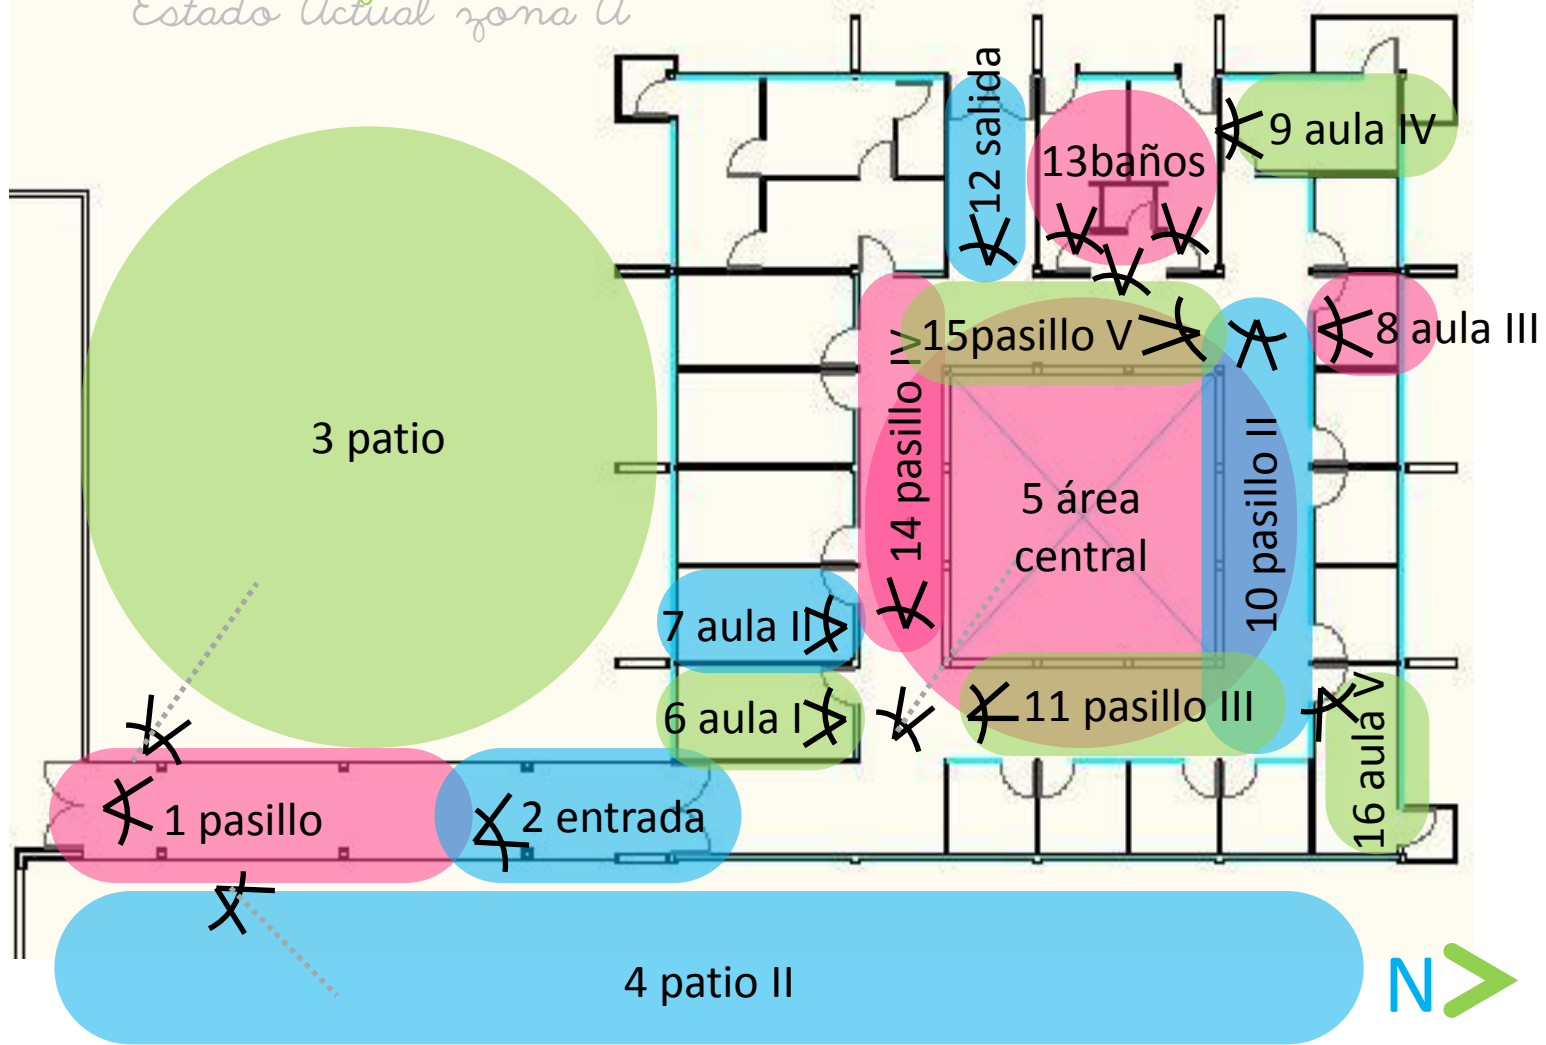 Estado Actual zona A
12 salida
13baños
9 aula IV
15pasillo V
8 aula III
14 pasillo IV
3 patio
5 área
central
10 pasillo II
7 aula II
6 aula I
11 pasillo III
16 aula V
1 pasillo
2 entrada
4 patio II
N